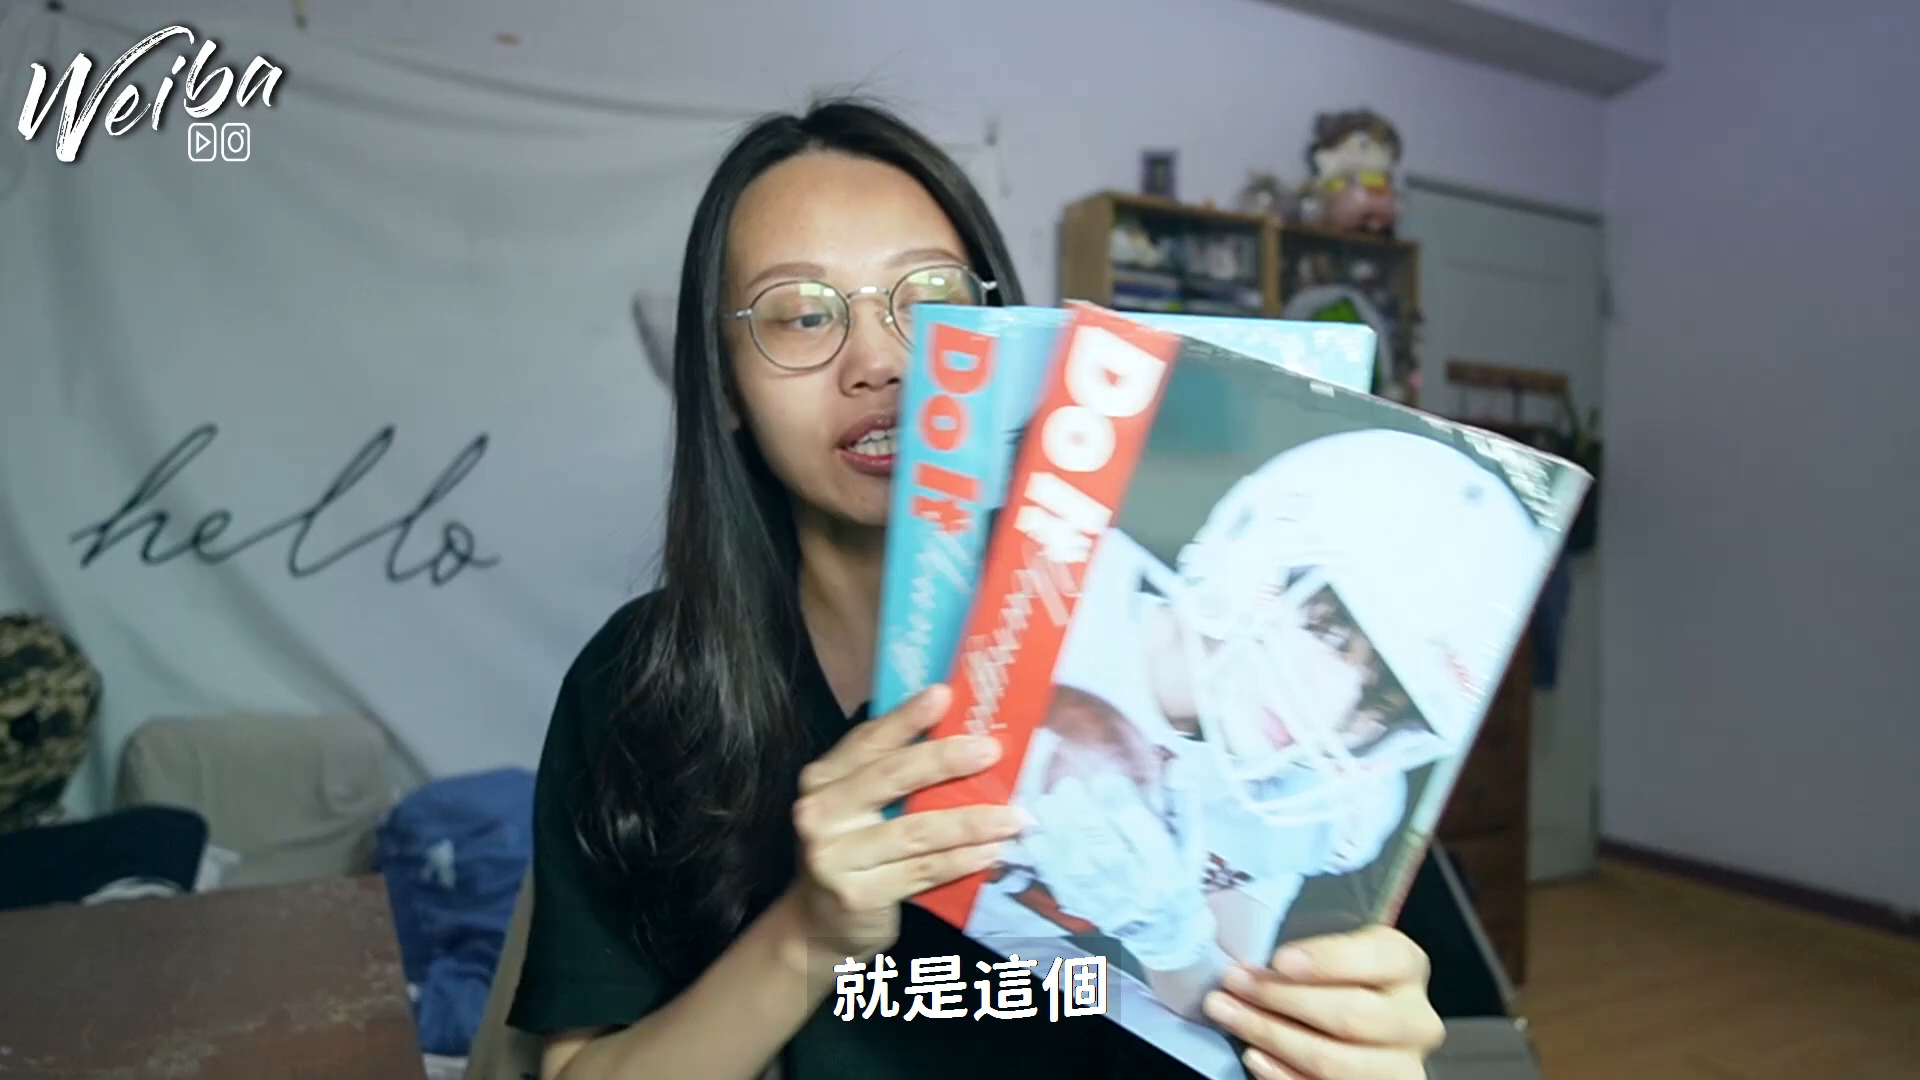 Weiba
hello
Do It
Do It
就是這個